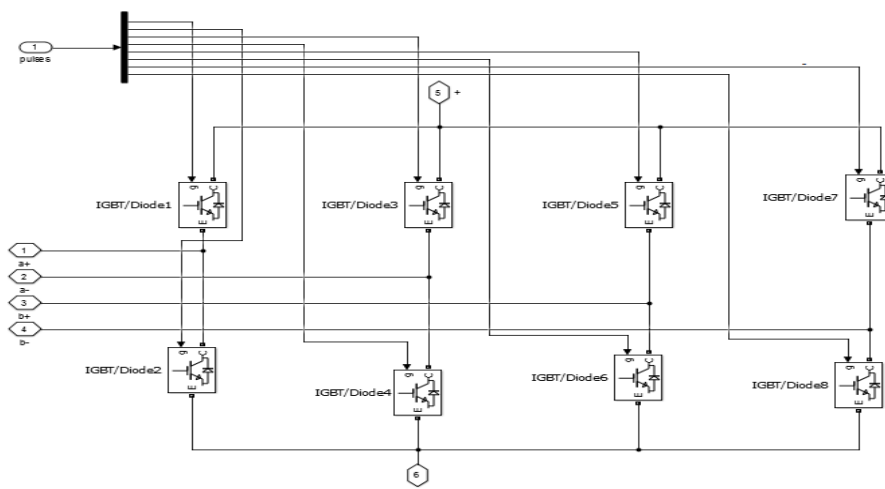 1
pulses
-
5 +
g C
E
IGBT/Diode1
g C
E
IGBT/Diode3
g C
E
IGBT/Diode5
g C
E
IGBT/Diode7
1
a+
2
a-
3
b+
4
b-
g C
E
IGBT/Diode2
g C
E
IGBT/Diode4
g C
E
IGBT/Diode6
g C
E
IGBT/Diode8
6